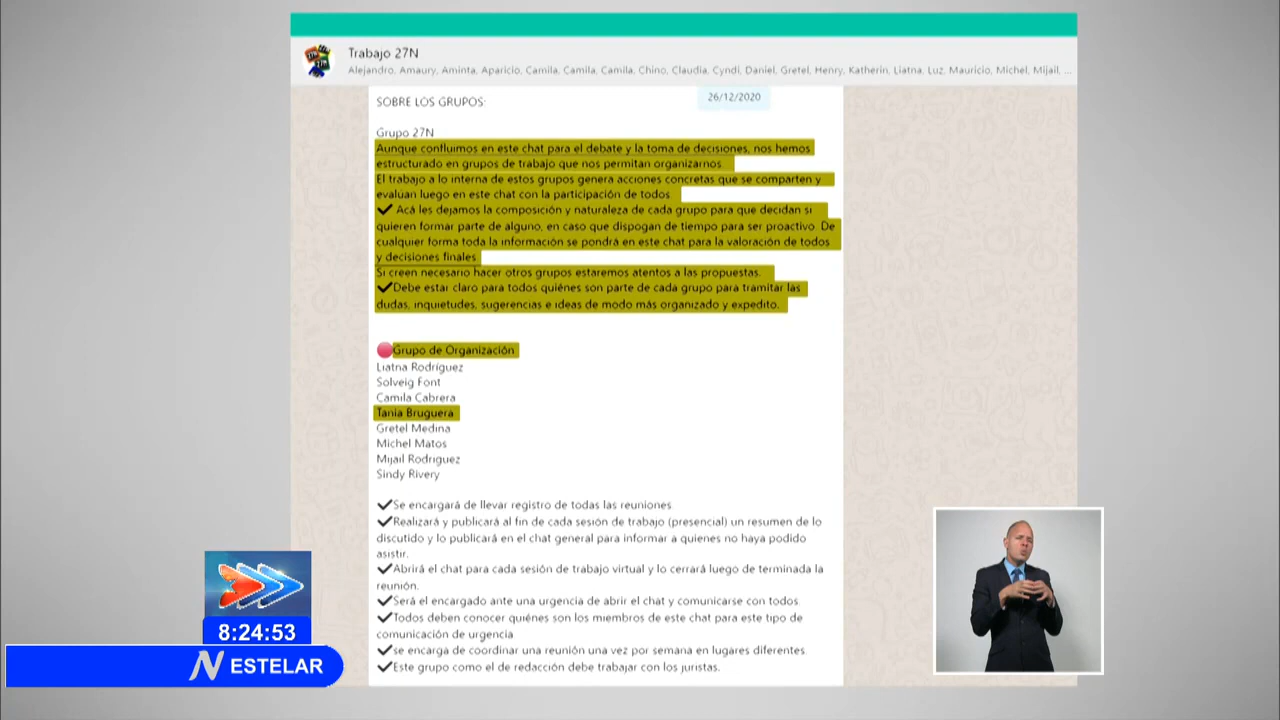 Trabajo 27N
Alejandro, Amaury, Aminta, Aparicio, Camila, Camila, Camila, Chino, Claudia, Cyndi, Daniel, Gretel, Henry, Katherin, Liatna, Luz, Mauricio, Michel, Mijail, ...
26/12/2020
SOBRE LOS GRUPOS:
Grupo 27N
Aunque confluimos en este chat para el debate y la toma de decisiones, nos hemos
estructurado en grupos de trabajo que nos permitan organizarnos.
El trabajo a lo interna de estos grupos genera acciones concretas que se comparten y
evalúan luego en este chat con la participación de todos.
✔ Acá les dejamos la composición y naturaleza de cada grupo para que decidan si
quieren formar parte de alguno, en caso que dispogan de tiempo para ser proactivo. De
cualquier forma toda la información se pondrá en este chat para la valoración de todos
y decisiones finales
Si creen necesario hacer otros grupos estaremos atentos a las propuestas.
✔Debe estar claro para todos quiénes son parte de cada grupo para tramitar las
dudas, inquietudes, sugerencias e ideas de modo más organizado y expedito.
🔴Grupo de Organización
Liatna Rodríguez
Solveig Font
Camila Cabrera
Tania Bruguera
Gretel Medina
Michel Matos
Mijail Rodríguez
Sindy Rivery
✔Se encargará de llevar registro de todas las reuniones.
✔Realizará y publicará al fin de cada sesión de trabajo (presencial) un resumen de lo
discutido y lo publicará en el chat general para informar a quienes no haya podido
asistir.
✔Abrirá el chat para cada sesión de trabajo virtual y lo cerrará luego de terminada la
reunión.
✔Será el encargado ante una urgencia de abrir el chat y comunicarse con todos.
✔Todos deben conocer quiénes son los miembros de este chat para este tipo de
comunicación de urgencia
✔se encarga de coordinar una reunión una vez por semana en lugares diferentes.
✔Este grupo como el de redacción debe trabajar con los juristas.
8:24:53
N ESTELAR